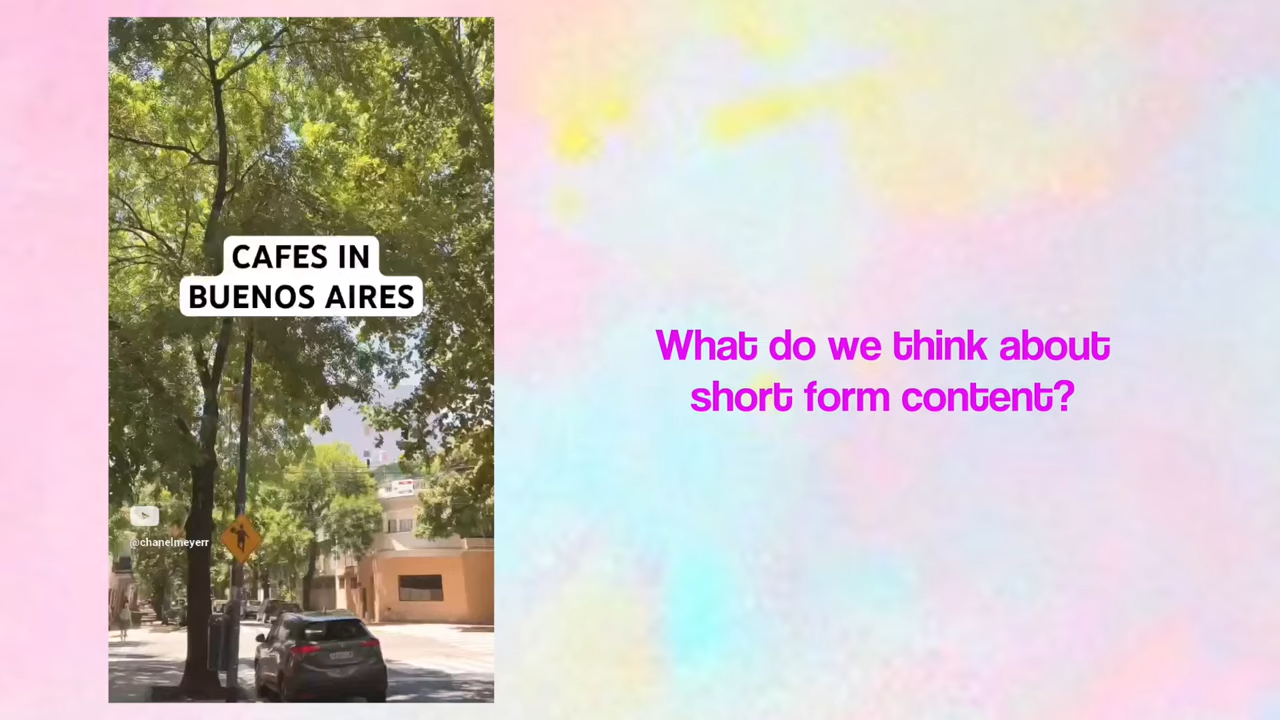 CAFES IN
BUENOS AIRES
@chanelmeyerr
What do we think about
short form content?